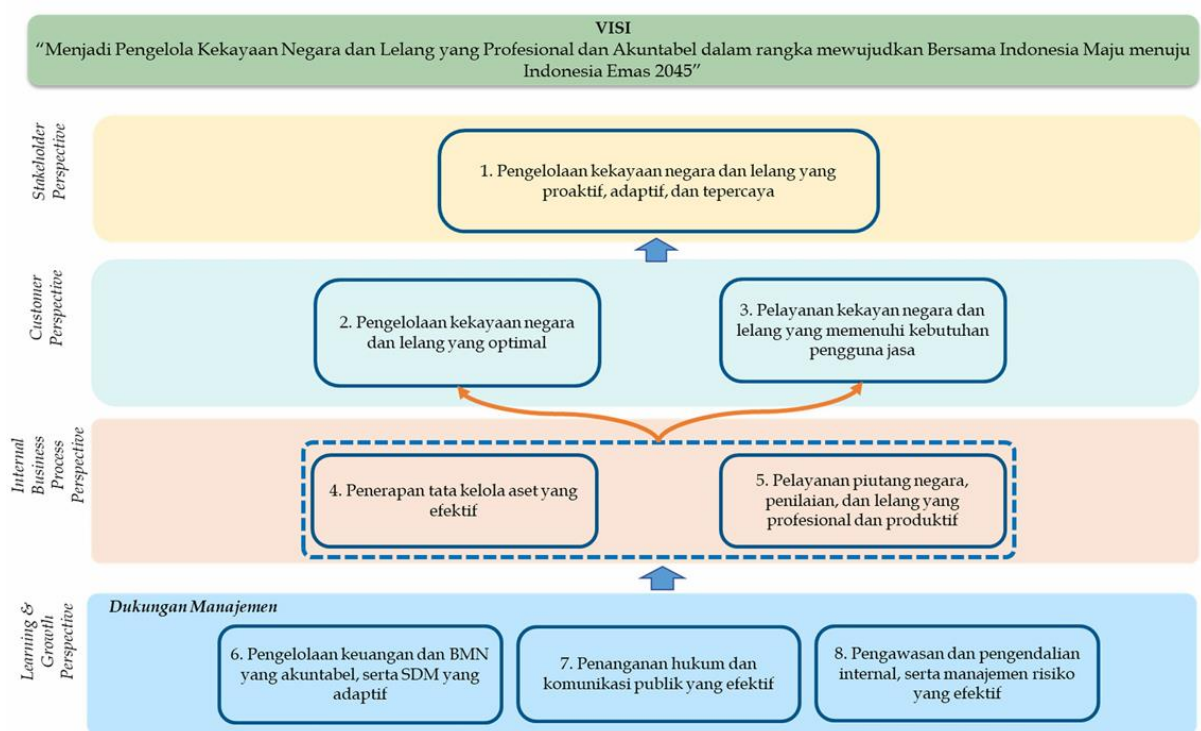 VISI
“Menjadi Pengelola Kekayaan Negara dan Lelang yang Profesional dan Akuntabel dalam rangka mewujudkan Bersama Indonesia Maju menuju
Indonesia Emas 2045”
Stakeholder
Perspective
1. Pengelolaan kekayaan negara dan lelang yang
proaktif, adaptif, dan tepercaya
Customer
Perspective
2. Pengelolaan kekayaan negara
dan lelang yang optimal
3. Pelayanan kekayan negara dan
lelang yang memenuhi kebutuhan
pengguna jasa
Internal
Business
Process
Perspective
4. Penerapan tata kelola aset yang
efektif
5. Pelayanan piutang negara,
penilaian, dan lelang yang
profesional dan produktif
Learning &
Growth
Perspective
Dukungan Manajemen
6. Pengelolaan keuangan dan BMN
yang akuntabel, serta SDM yang
adaptif
7. Penanganan hukum dan
komunikasi publik yang efektif
8. Pengawasan dan pengendalian
internal, serta manajemen risiko
yang efektif